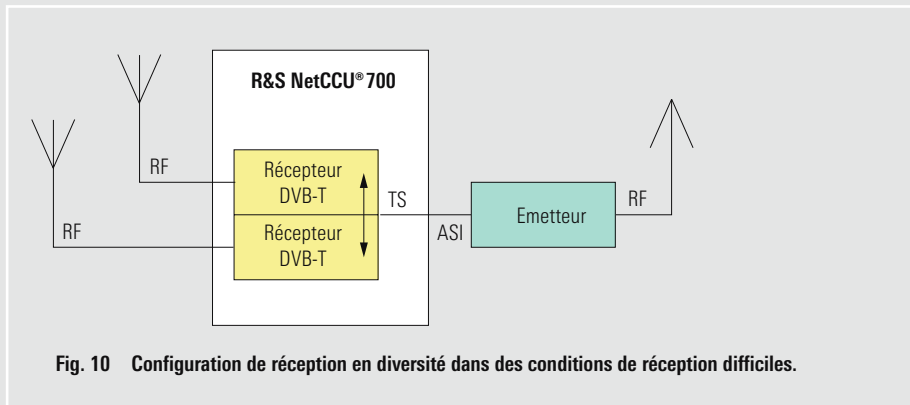 R&S NetCCU® 700
RF
Récepteur
DVB-T
TS
RF
Récepteur
DVB-T
ASI
Emetteur
RF
Fig. 10 Configuration de réception en diversité dans des conditions de réception difficiles.